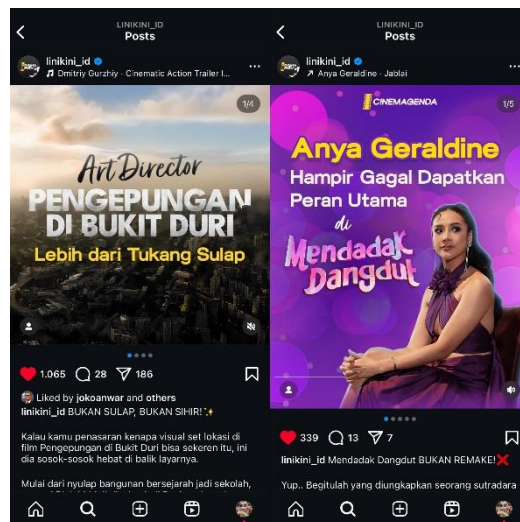 LINIKINI_ID
Posts
linikini_id
Dmitriy Gurzhiy · Cinematic Action Trailer I...
1/4
Art Director
PENGEPUNGAN
DI BUKIT DURI
Lebih dari Tukang Sulap
1.065 28 186
Liked by jokoanwar and others
linikini_id BUKAN SULAP, BUKAN SIHIR!
Kalau kamu penasaran kenapa visual set lokasi di
film Pengepungan di Bukit Duri bisa sekeren itu, ini
dia sosok-sosok hebat di balik layarnya.
Mulai dari nyulap bangunan bersejarah jadi sekolah,
LINIKINI_ID
Posts
linikini_id
Anya Geraldine · Jablai
CINEMAGENDA
1/5
Anya Geraldine
Hampir Gagal Dapatkan
Peran Utama
di
Mendadak
Dangdut
339 13 7
linikini_id Mendadak Dangdut BUKAN REMAKE!
Yup.. Begitulah yang diungkapkan seorang sutradara